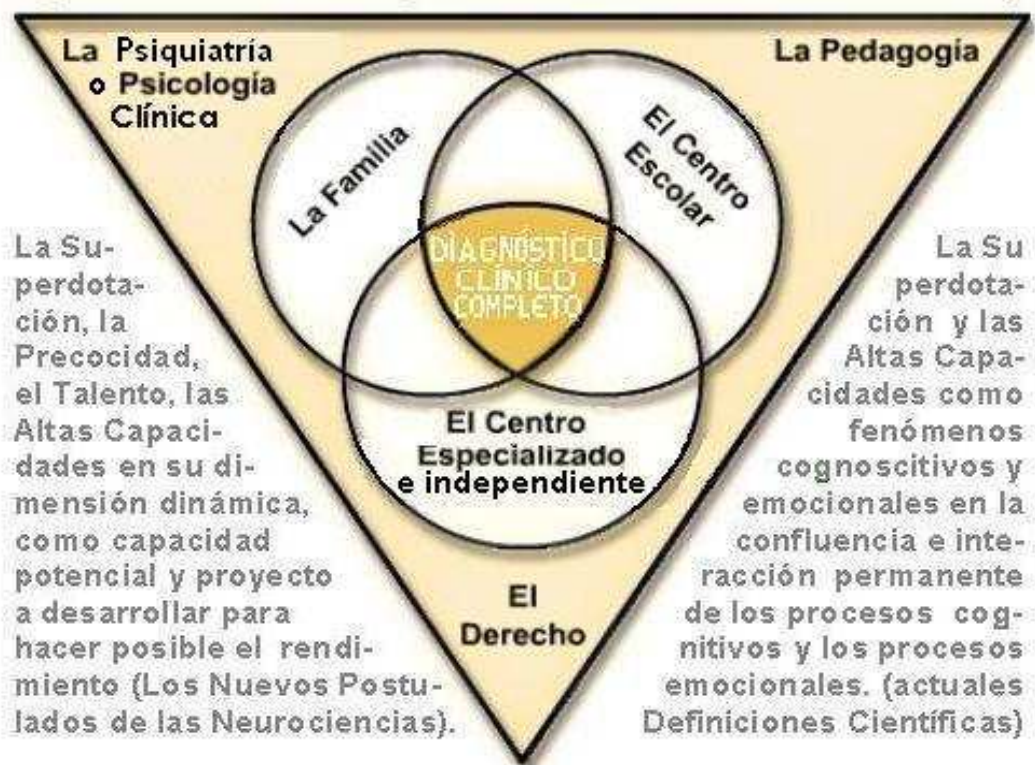 La Psiquiatría
o Psicología
Clínica
La Pedagogía
La Familia
El Centro
Escolar
DIAGNÓSTICO
CLÍNICO
COMPLETO
El Centro
Especializado
e independiente
El
Derecho
La Su-
perdota-
ción, la
Precocidad,
el Talento, las
Altas Capaci-
dades en su di-
mensión dinámica,
como capacidad
potencial y proyecto
a desarrollar para
hacer posible el rendi-
miento (Los Nuevos Postu-
lados de las Neurociencias).
La Su
perdota-
ción y las
Altas Capa-
cidades como
fenómenos
cognoscitivos y
emocionales en la
confluencia e inte-
racción permanente
de los procesos cog-
nitivos y los procesos
emocionales. (actuales
Definiciones Científicas)